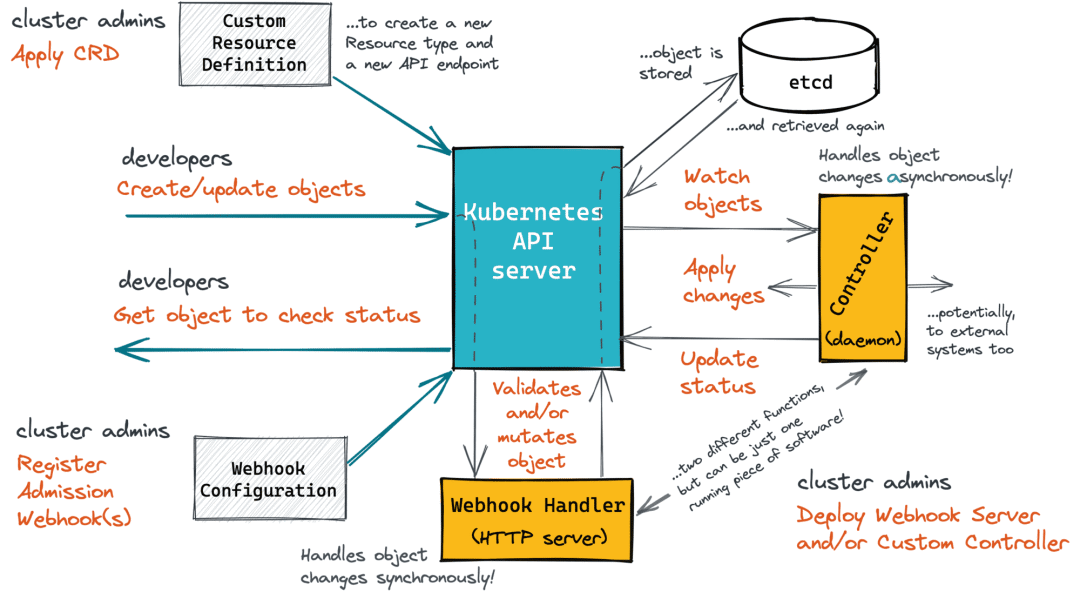 cluster admins
Apply CRD
Custom
Resource
Definition
...to create a new
Resource type and
a new API endpoint
...object is
stored
etcd
...and retrieved again
developers
Create/update objects
Kubernetes
API
server
Watch
objects
Handles object
changes asynchronously!
Controller
(daemon)
developers
Get object to check status
Apply
changes
...potentially,
to external
systems too
Update
status
cluster admins
Register
Admission
Webhook(s)
Webhook
Configuration
Validates
and/or
mutates
object
Webhook Handler
(HTTP server)
Handles object
changes synchronously!
...two different functions,
but can be just one
running piece of software!
cluster admins
Deploy Webhook Server
and/or Custom Controller